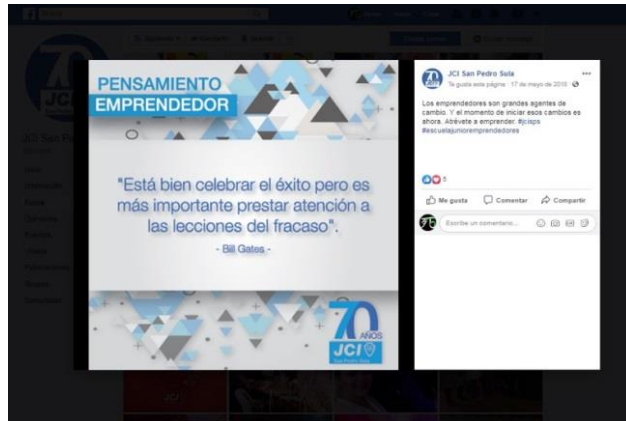 PENSAMIENTO
EMPRENDEDOR
"Está bien celebrar el éxito pero es
más importante prestar atención a
las lecciones del fracaso".
- Bill Gates -
70
AÑOS
JCI
San Pedro Sula
JCI San Pedro Sula
Te gusta esta página · 17 de mayo de 2019 ·
Los emprendedores son grandes agentes de
cambio. Y el momento de iniciar esos cambios es
ahora. Atrévete a emprender. #jcisps
#escuelajunioremprendedores
5
Me gusta
Comentar
Compartir
Escribe un comentario...